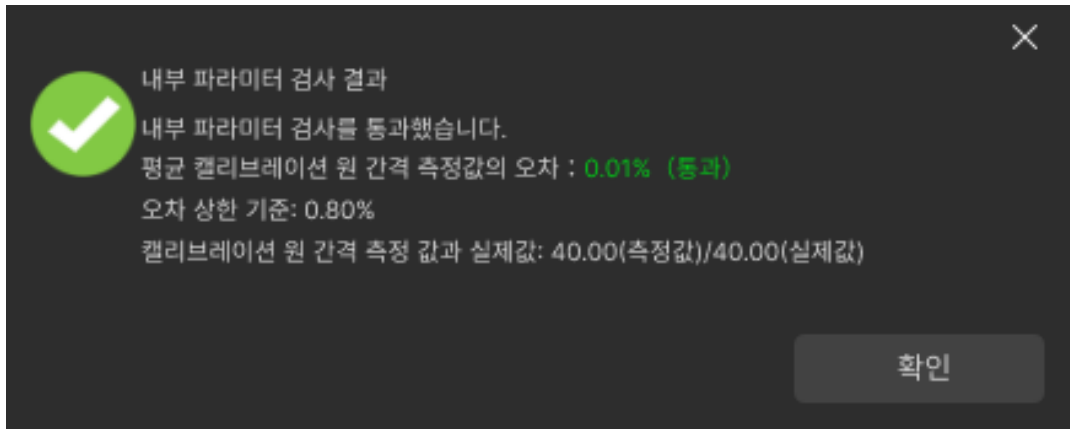 내부 파라미터 검사 결과
내부 파라미터 검사를 통과했습니다.
평균 캘리브레이션 원 간격 측정값의 오차 : 0.01% (통과)
오차 상한 기준: 0.80%
캘리브레이션 원 간격 측정 값과 실제값: 40.00(측정값)/40.00(실제값)
확인